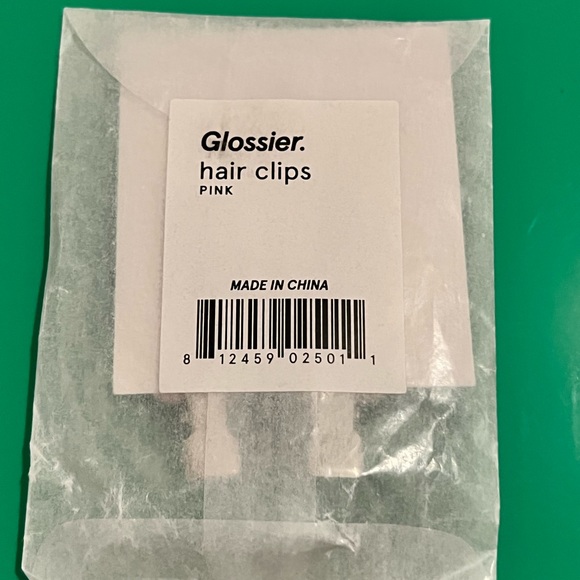 Glossier.
hair clips
PINK
MADE IN CHINA
8 12459 02501 1